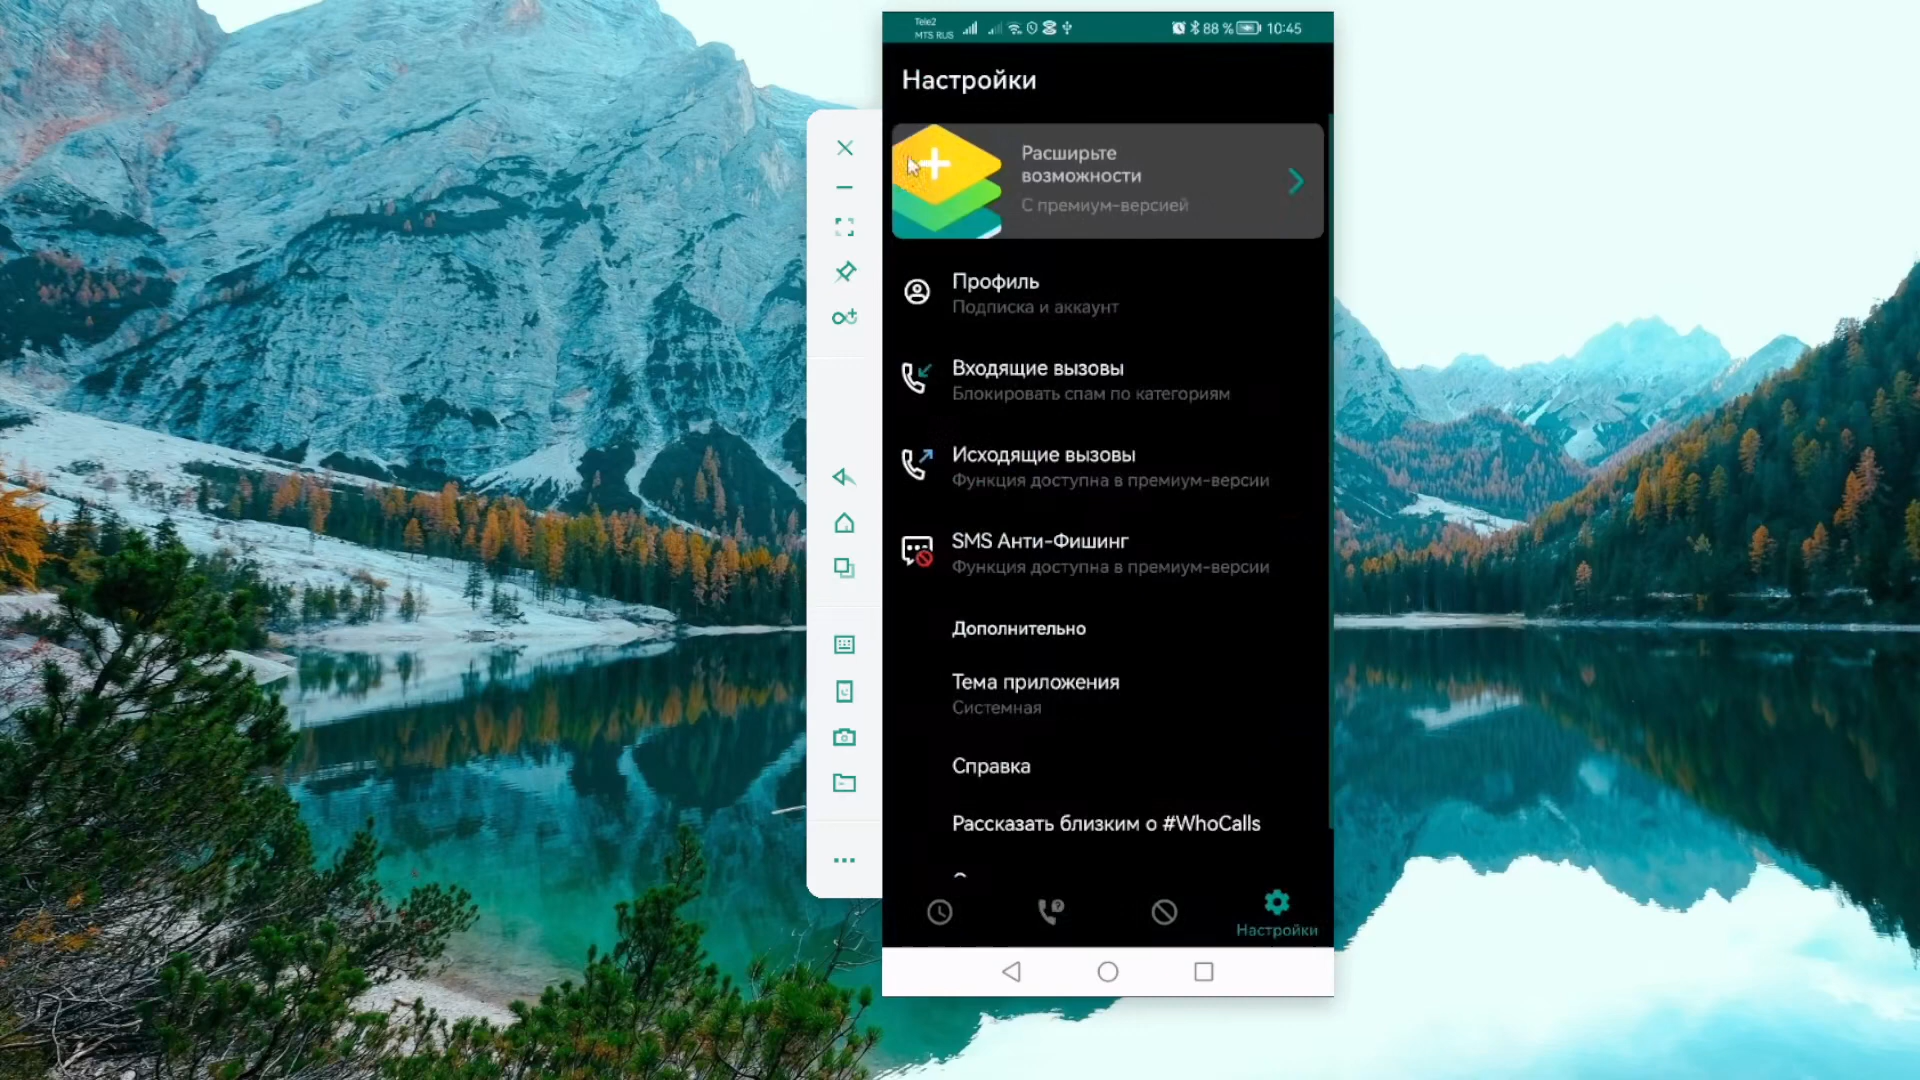 Tele2
MTS RUS
88 %
10:45
Настройки
Расширьте
возможности
С премиум-версией
Профиль
Подписка и аккаунт
Входящие вызовы
Блокировать спам по категориям
Исходящие вызовы
Функция доступна в премиум-версии
SMS Анти-Фишинг
Функция доступна в премиум-версии
Дополнительно
Тема приложения
Системная
Справка
Рассказать близким о #WhoCalls
Настройки